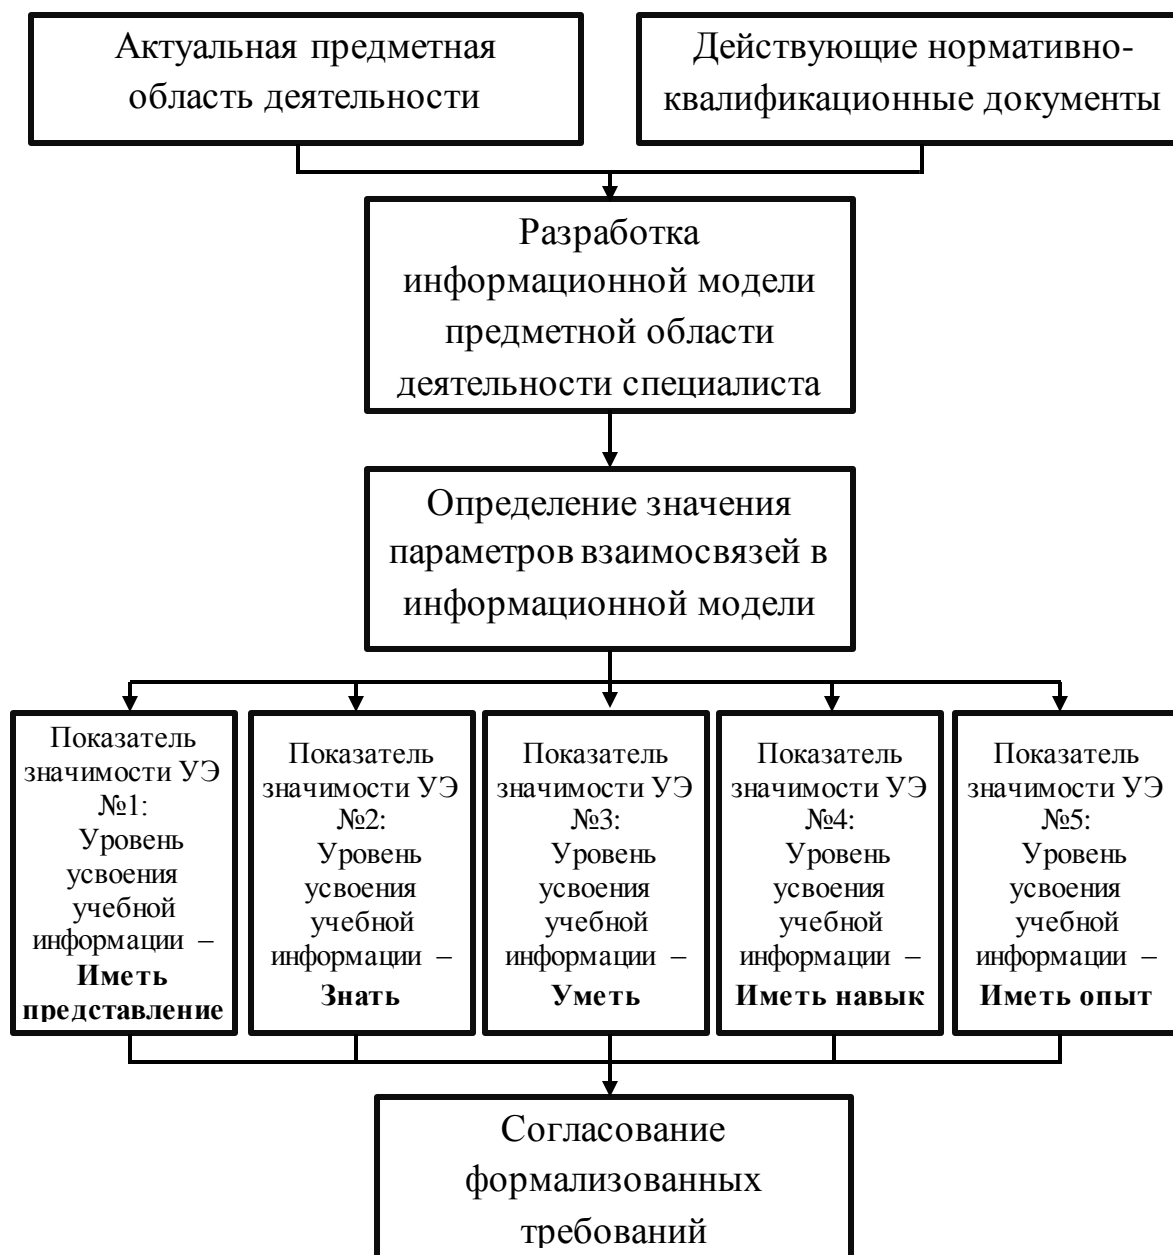 Актуальная предметная
область деятельности
Действующие нормативно-
квалификационные документы
Разработка
информационной модели
предметной области
деятельности специалиста
Определение значения
параметров взаимосвязей в
информационной модели
Показатель
значимости УЭ
№1:
Уровень
усвоения
учебной
информации –
Иметь
представление
Показатель
значимости УЭ
№2:
Уровень
усвоения
учебной
информации –
Знать
Показатель
значимости УЭ
№3:
Уровень
усвоения
учебной
информации –
Уметь
Показатель
значимости УЭ
№4:
Уровень
усвоения
учебной
информации –
Иметь навык
Показатель
значимости УЭ
№5:
Уровень
усвоения
учебной
информации –
Иметь опыт
Согласование
формализованных
требований